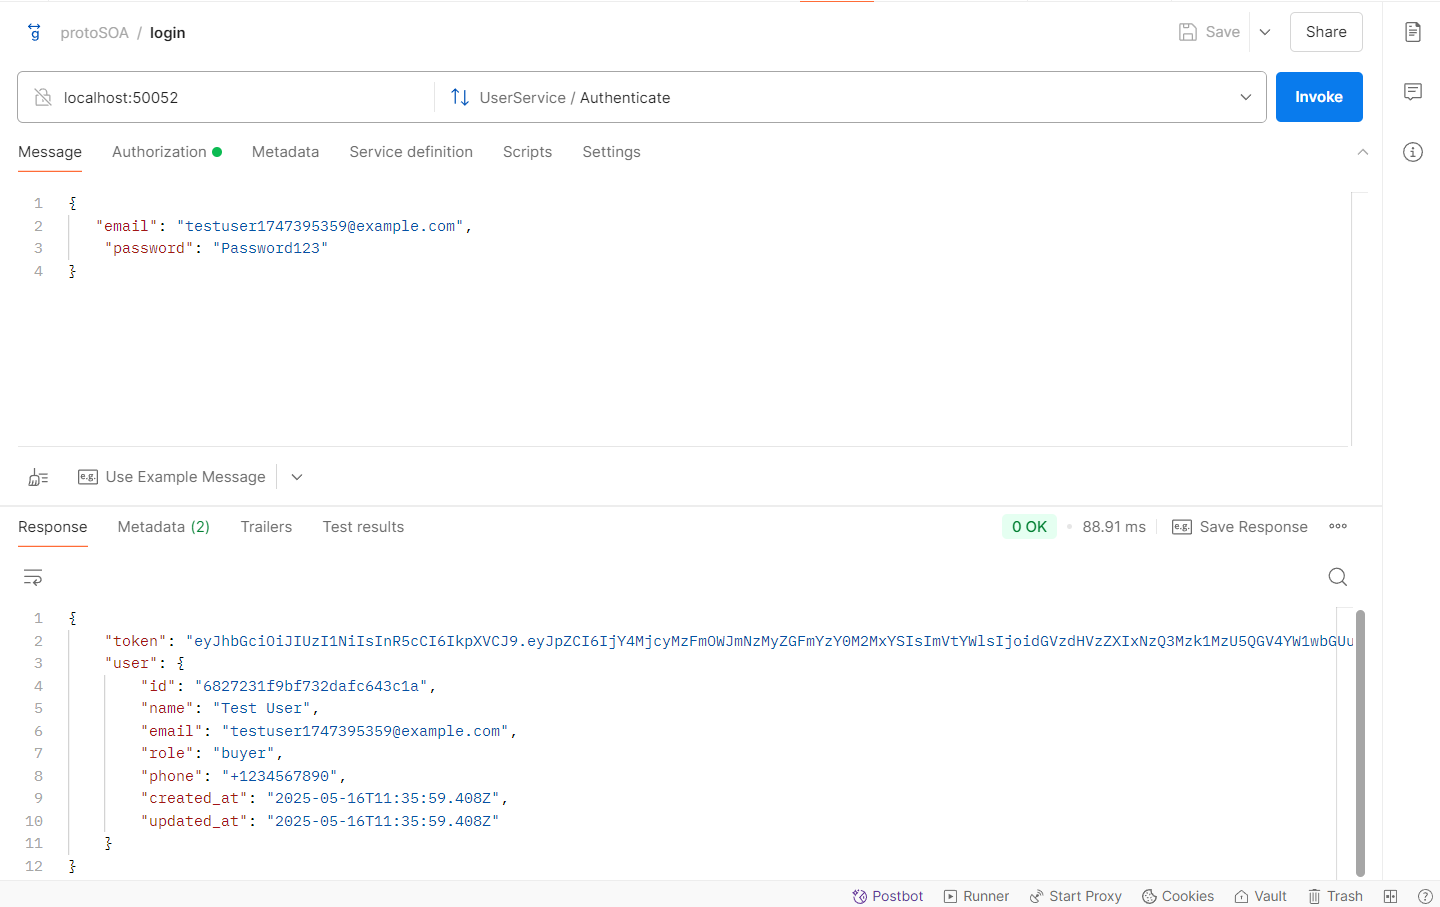 protoSOA / login
Save
Share
localhost:50052
UserService / Authenticate
Invoke
Message Authorization Metadata Service definition Scripts Settings
1 {
2 "email": "testuser1747395359@example.com",
3 "password": "Password123"
4 }
e.g. Use Example Message
Response Metadata (2) Trailers Test results
0 OK • 88.91 ms e.g. Save Response
1 {
2 "token": "eyJhbGciOiJIUzI1NiIsInR5cCI6IkpXVCJ9.eyJpZCI6IjY4MjcyMzFmOWJmNzMyZGFmYzY0M2MxYSIsImVtYWlsIjoidGVzdHVzZXIxNzQ3Mzk1MzU5QGV4YW1wbGUu
3 "user": {
4 "id": "6827231f9bf732dafc643c1a",
5 "name": "Test User",
6 "email": "testuser1747395359@example.com",
7 "role": "buyer",
8 "phone": "+1234567890",
9 "created_at": "2025-05-16T11:35:59.408Z",
10 "updated_at": "2025-05-16T11:35:59.408Z"
11 }
12 }
Postbot Runner Start Proxy Cookies Vault Trash